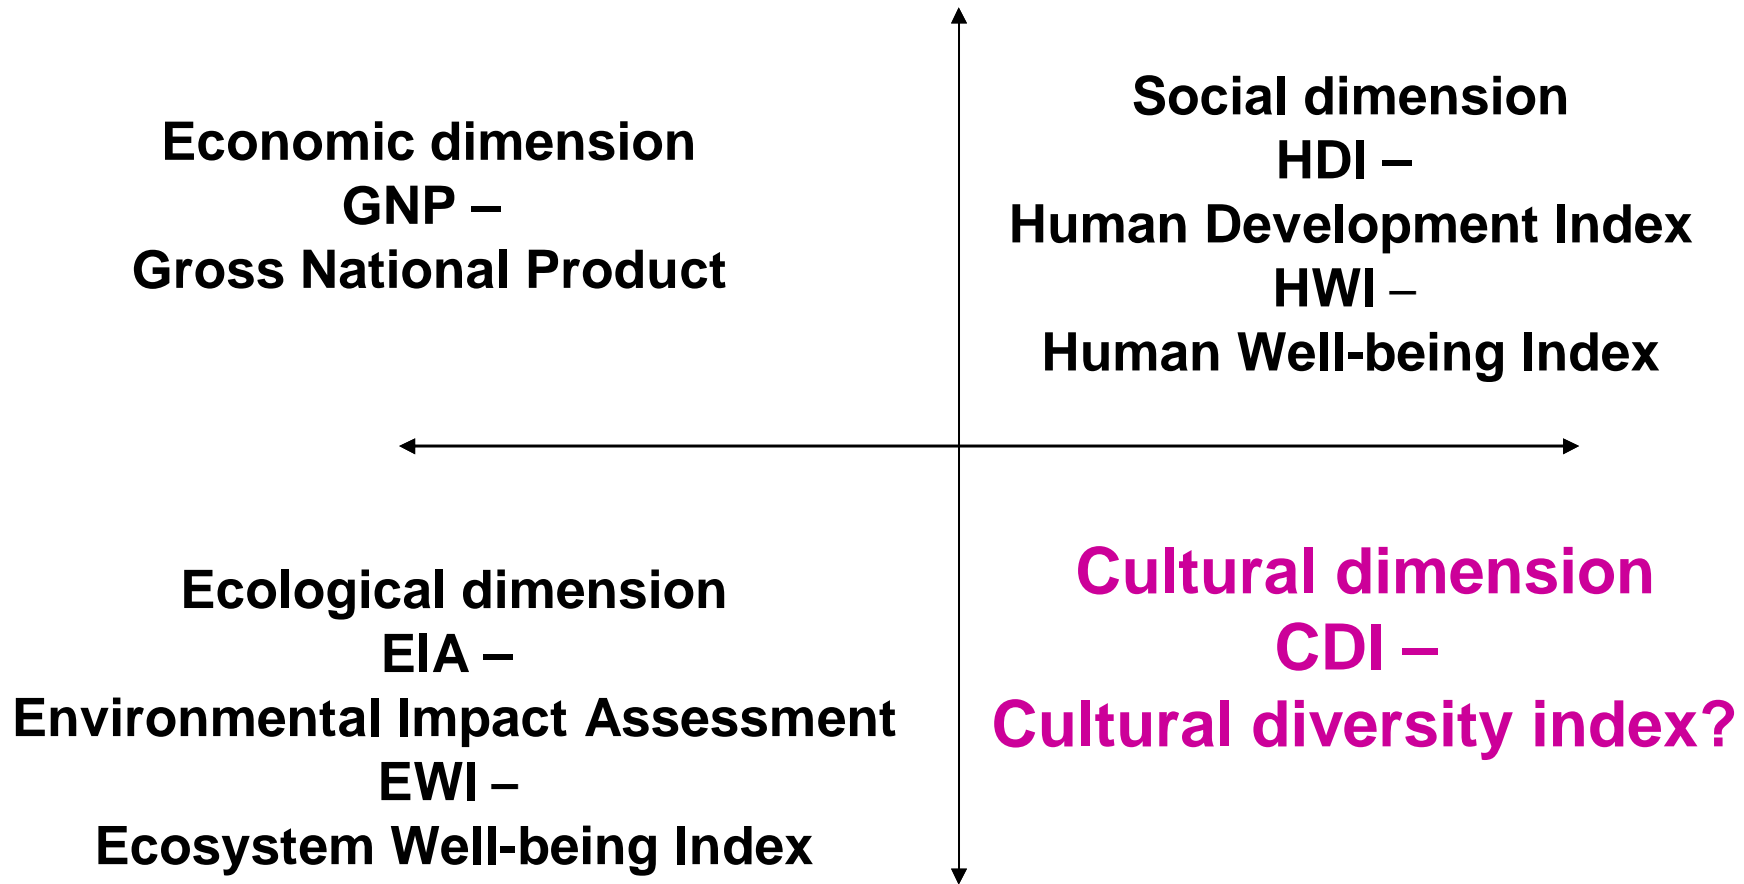 Economic dimension
GNP –
Gross National Product
Social dimension
HDI –
Human Development Index
HWI –
Human Well-being Index
Ecological dimension
EIA –
Environmental Impact Assessment
EWI –
Ecosystem Well-being Index
Cultural dimension
CDI –
Cultural diversity index?